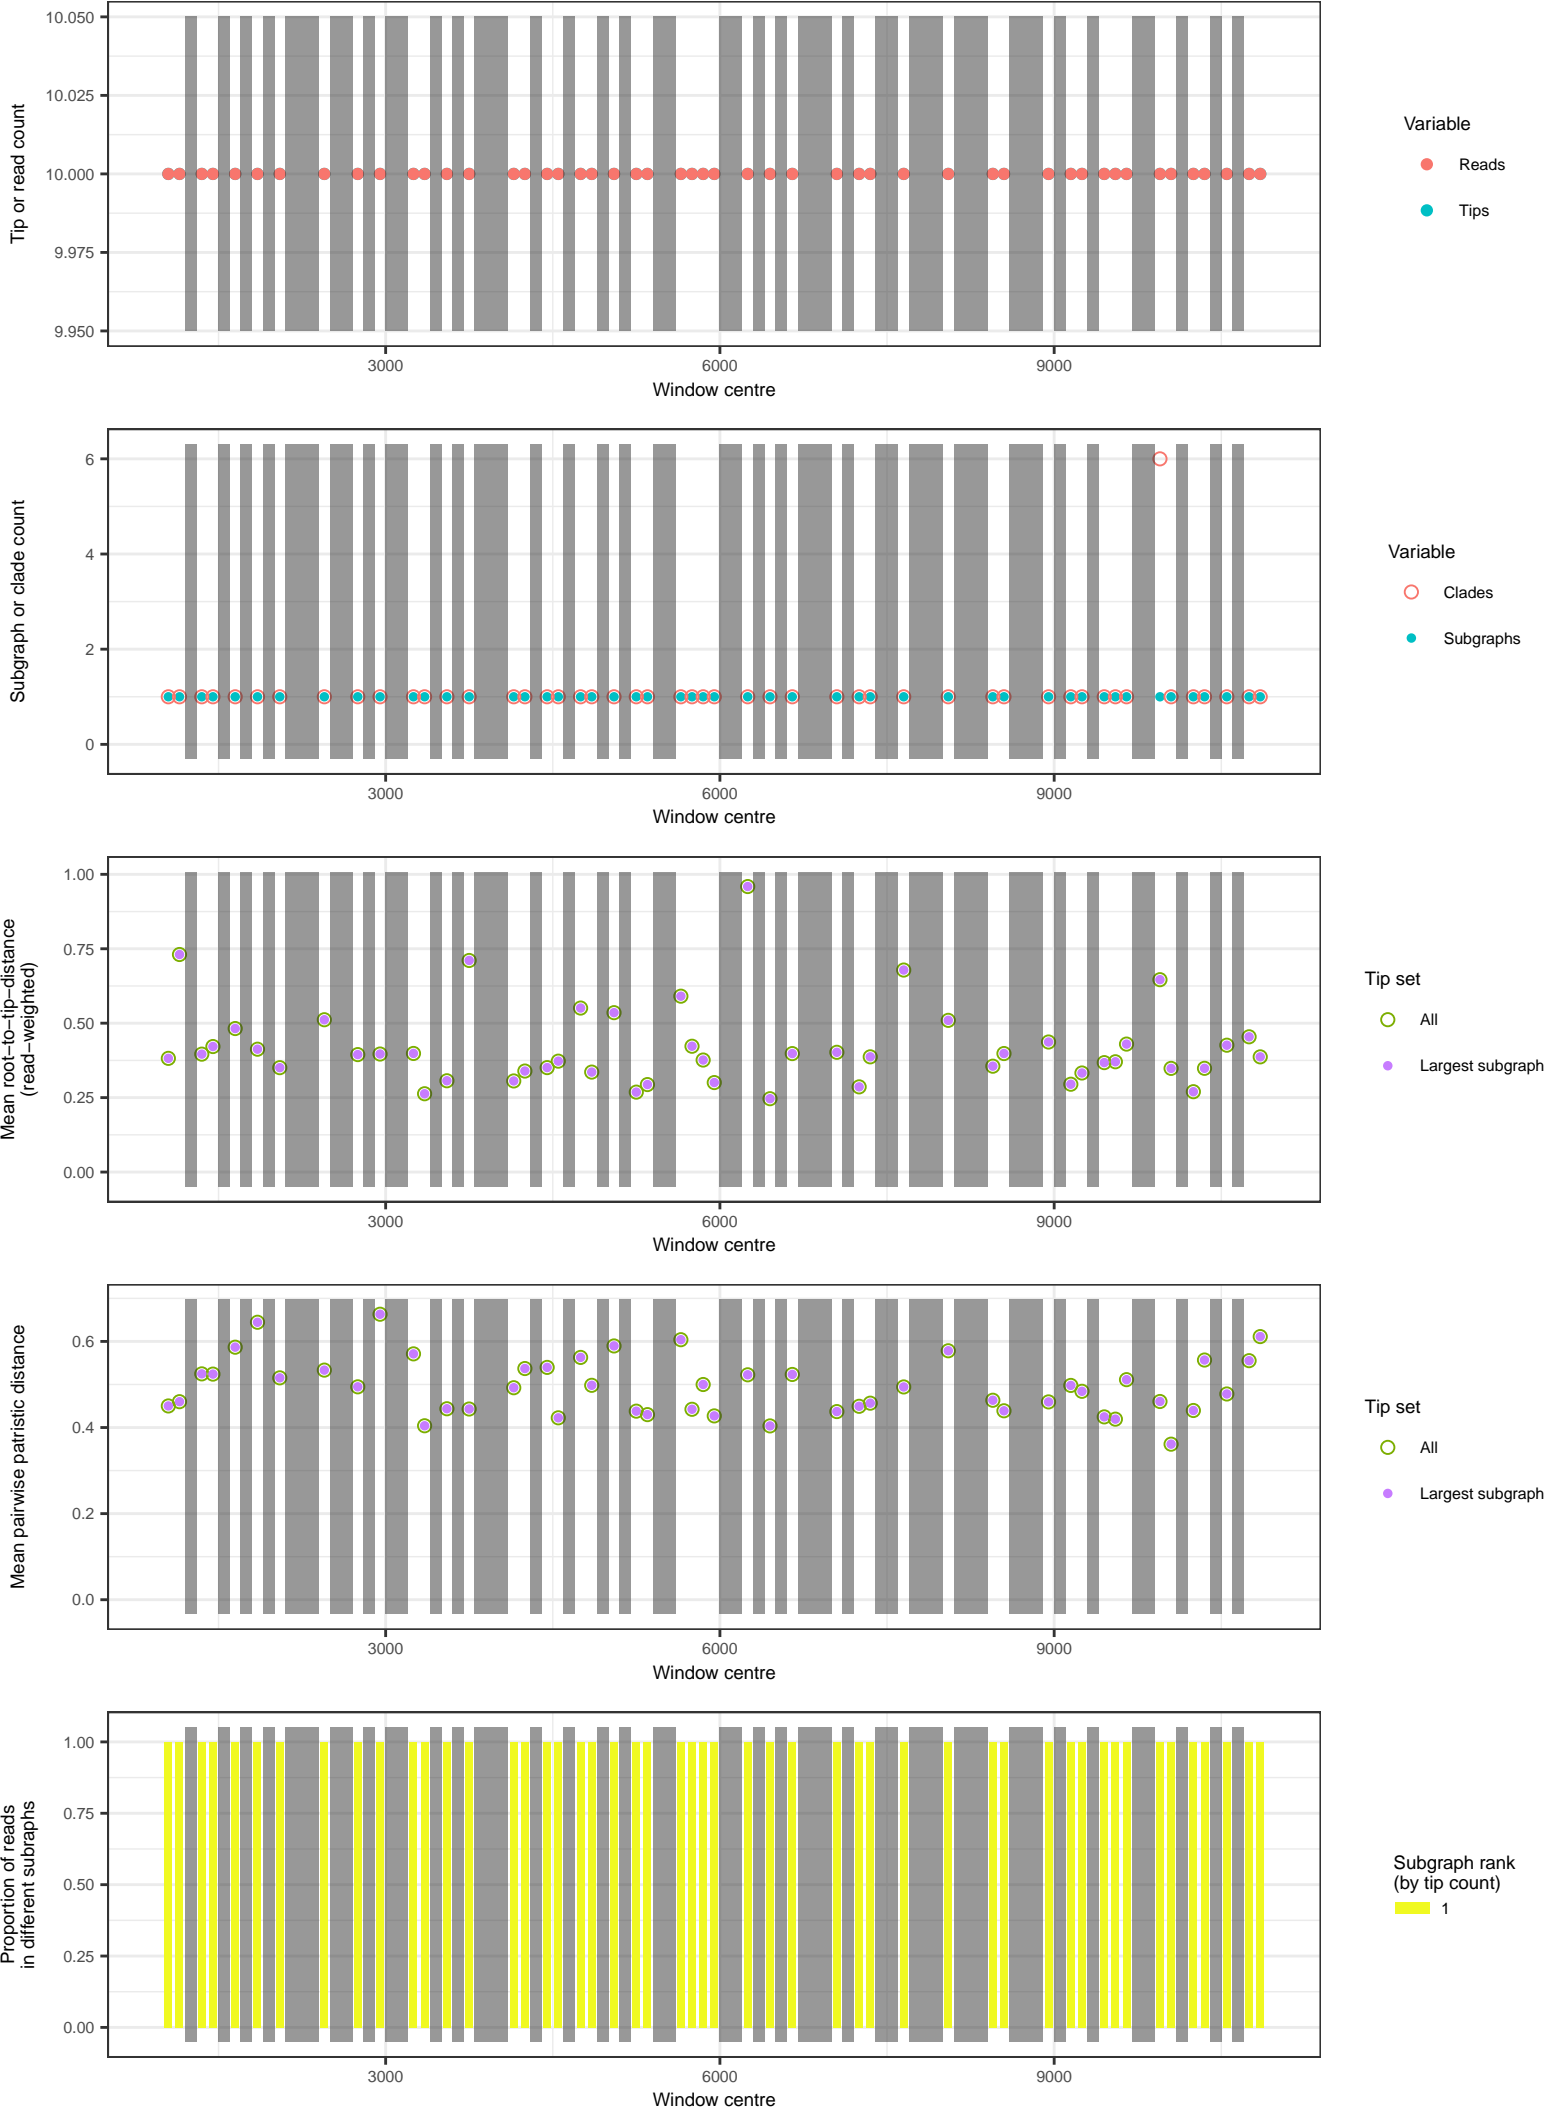 10.050
10.025
10.000
9.975
9.950
Tip or read count
3000
6000
9000
Window centre
Variable
Reads
Tips
6
4
2
0
Subgraph or clade count
3000
6000
9000
Window centre
Variable
Clades
Subgraphs
1.00
0.75
0.50
0.25
0.00
Mean root−to−tip−distance
(read−weighted)
3000
6000
9000
Window centre
Tip set
All
Largest subgraph
0.6
0.4
0.2
0.0
Mean pairwise patristic distance
3000
6000
9000
Window centre
Tip set
All
Largest subgraph
1.00
0.75
0.50
0.25
0.00
Proportion of reads
in different subraphs
3000
6000
9000
Window centre
Subgraph rank
(by tip count)
1